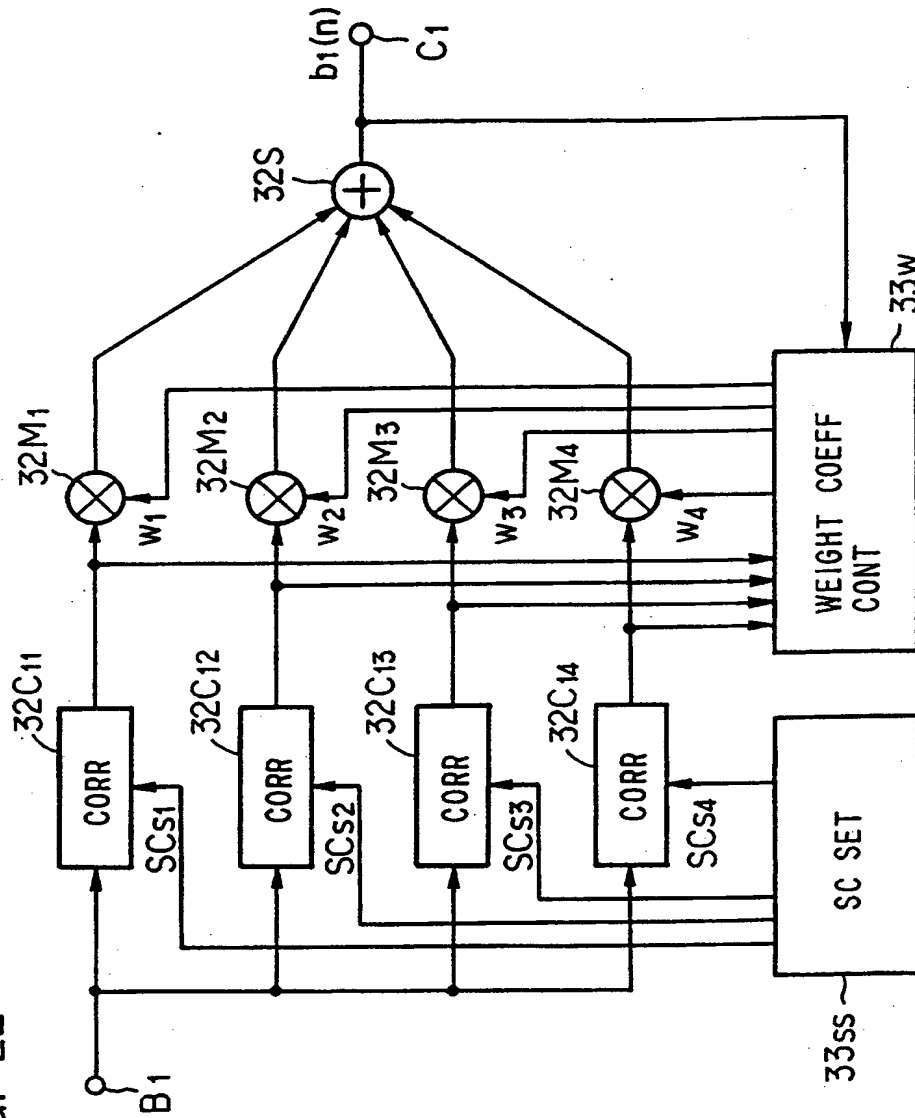 B1
32C11
CORR
SCs1
32C12
CORR
SCs2
32C13
CORR
SCs3
32C14
CORR
SCs4
32M1
w1
32M2
w2
32M3
w3
32M4
w4
32S
b1(n)
C1
33ss
SC SET
WEIGHT COEFF
CONT
33w